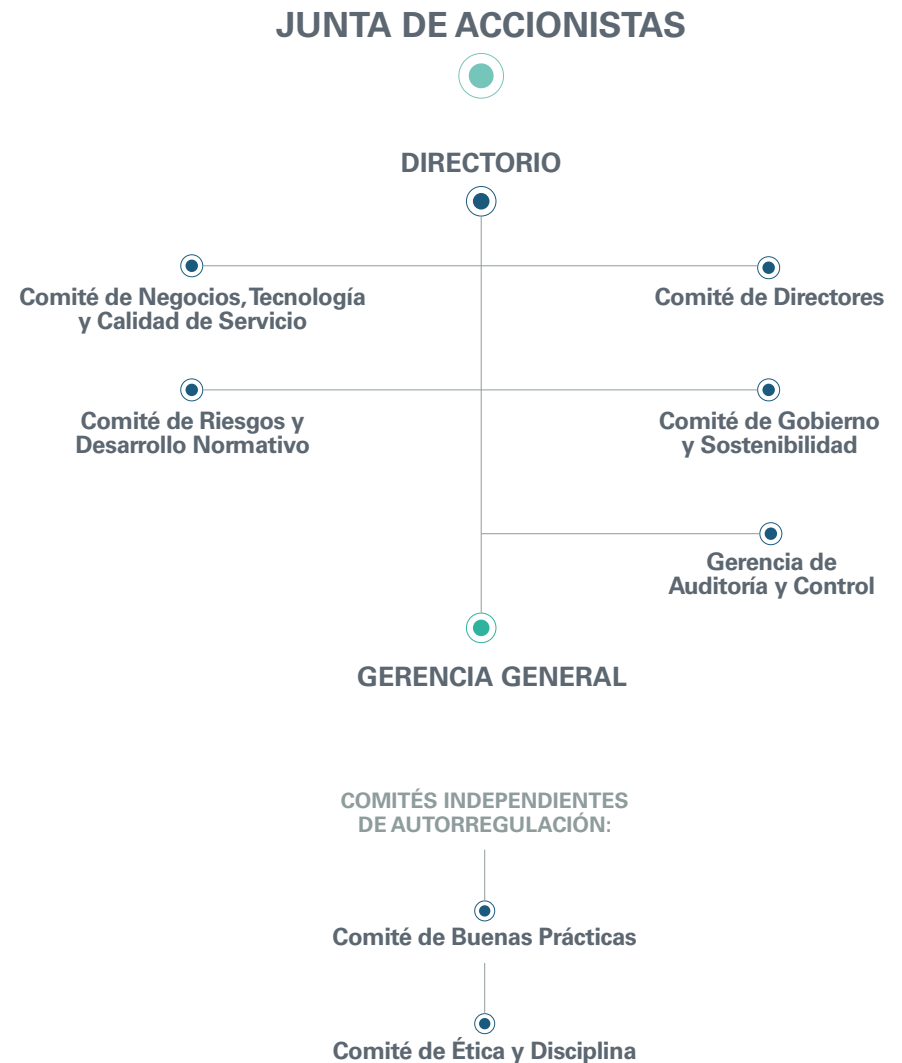 JUNTA DE ACCIONISTAS
DIRECTORIO
Comité de Negocios, Tecnología
y Calidad de Servicio
Comité de Directores
Comité de Riesgos y
Desarrollo Normativo
Comité de Gobierno
y Sostenibilidad
Gerencia de
Auditoría y Control
GERENCIA GENERAL
COMITÉS INDEPENDIENTES
DE AUTORREGULACIÓN:
Comité de Buenas Prácticas
Comité de Ética y Disciplina